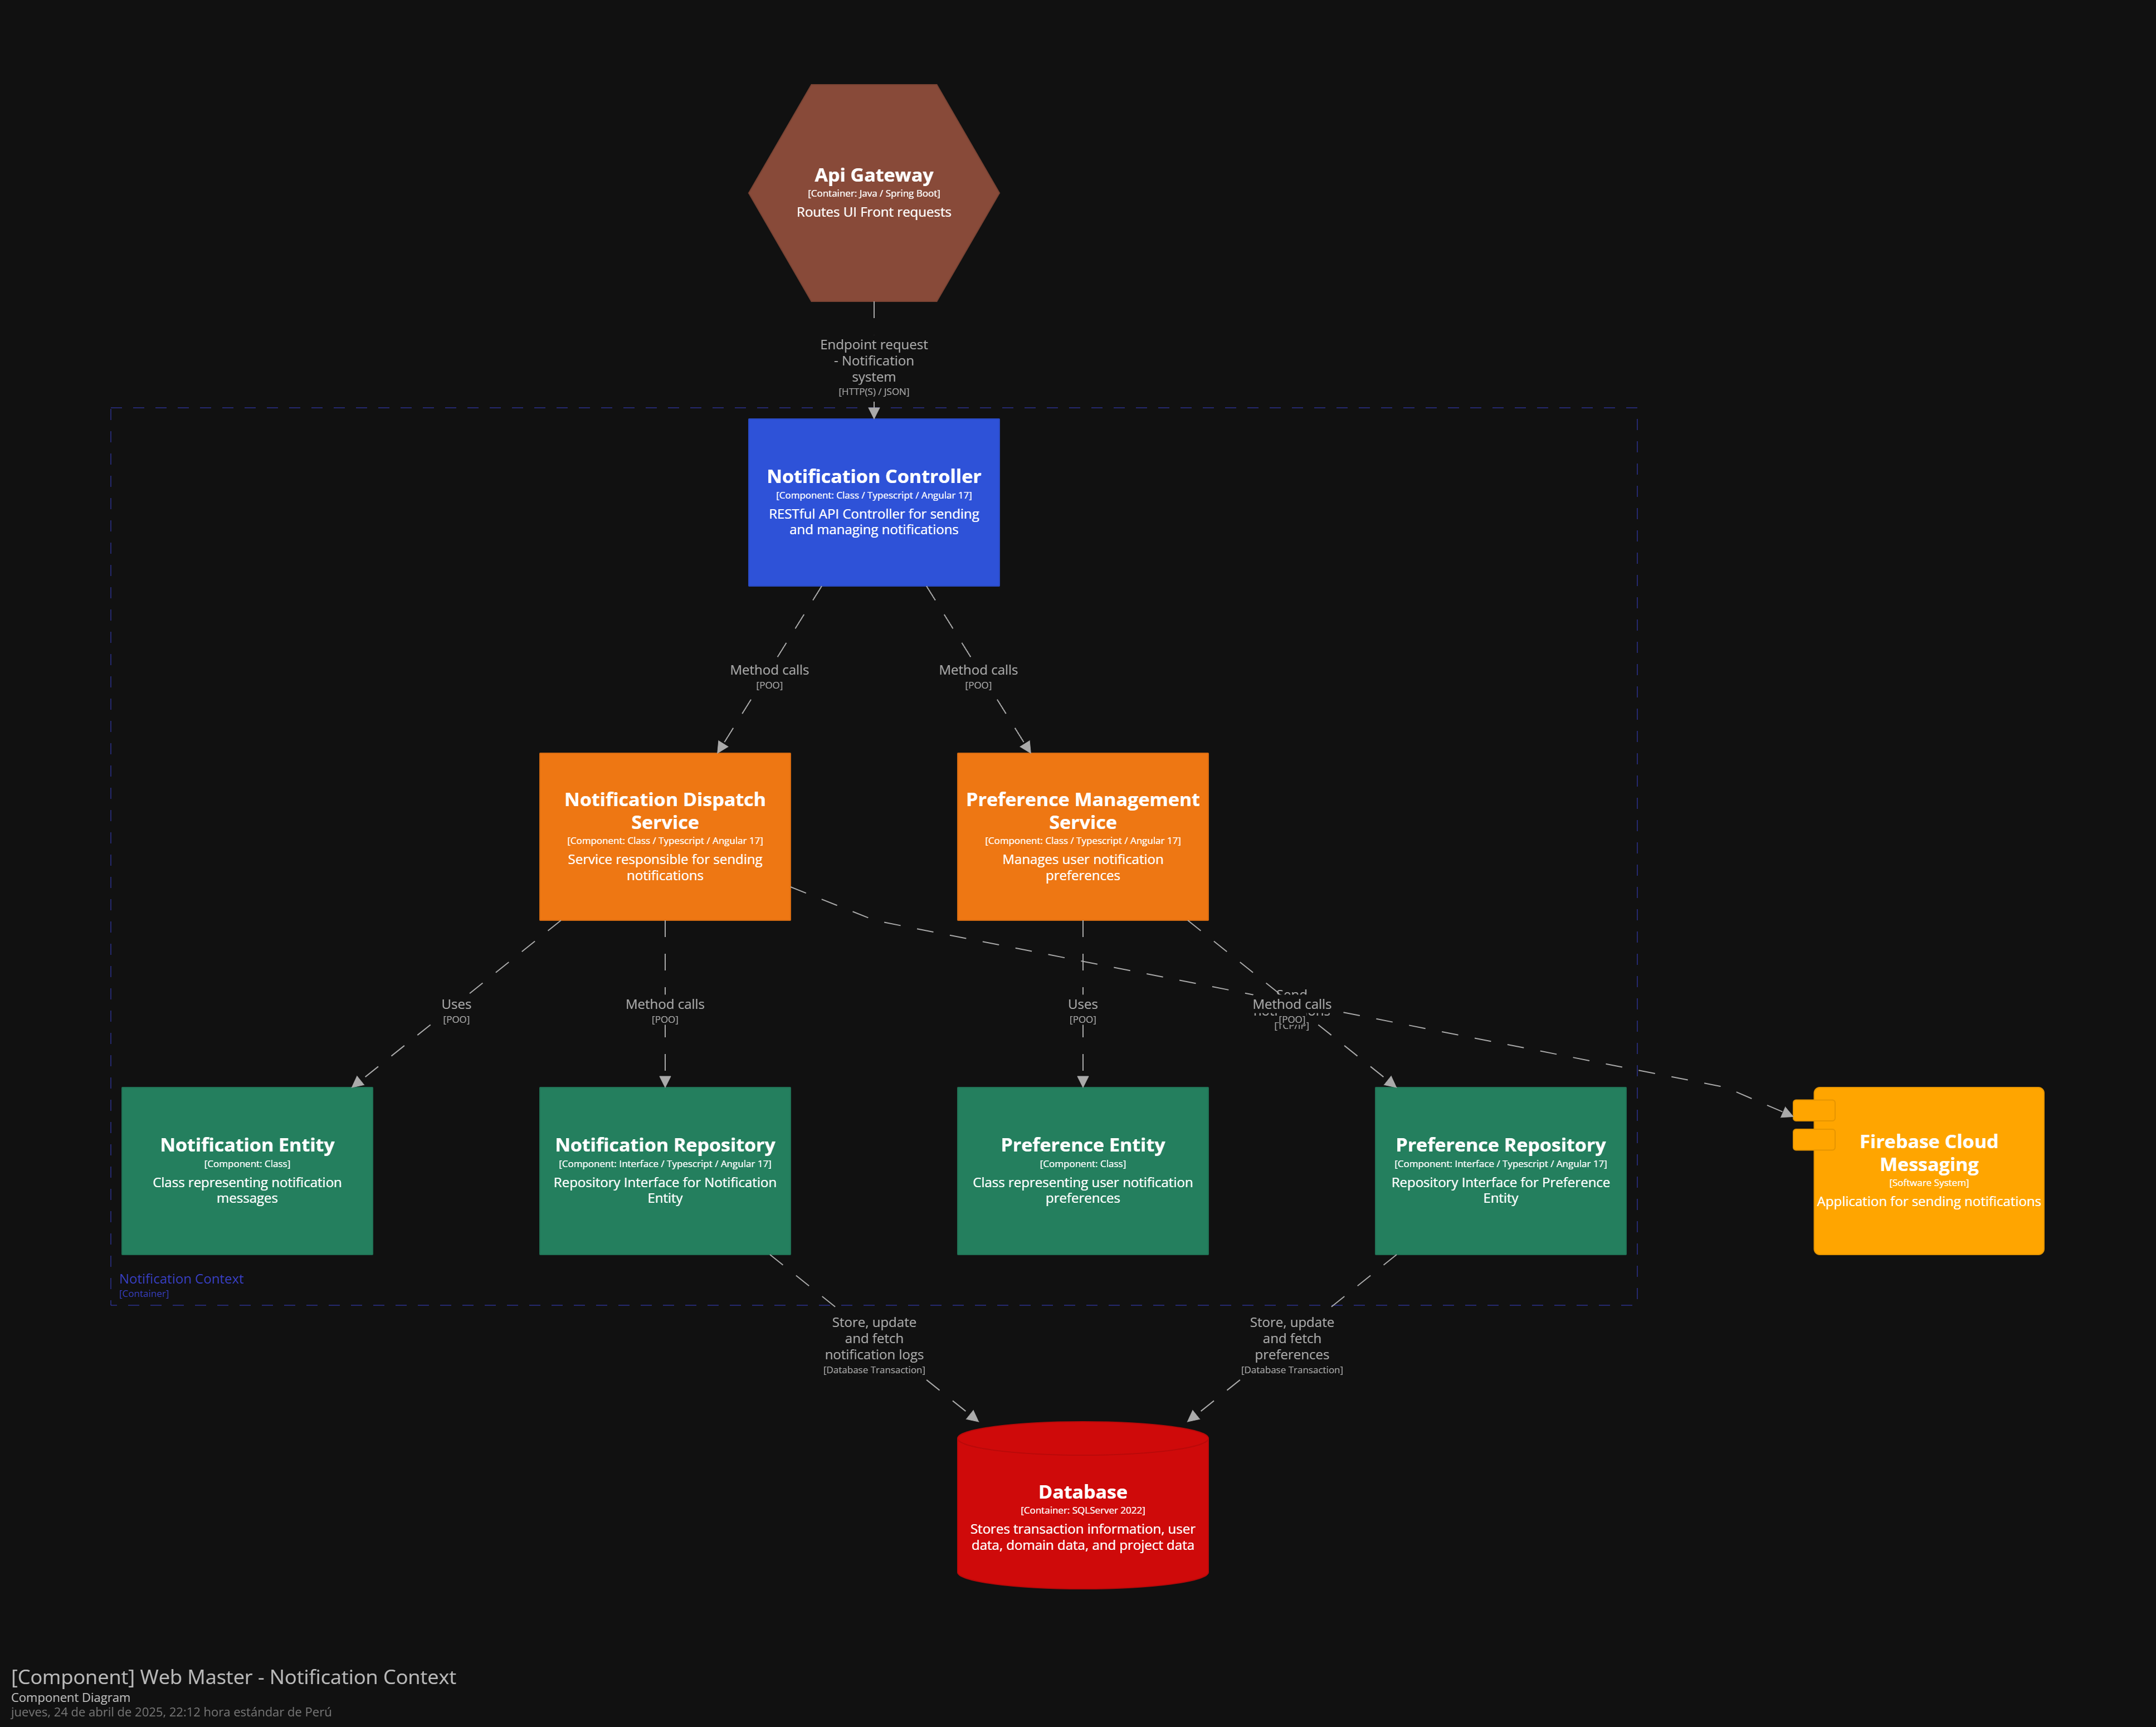 Api Gateway
[Container: Java / Spring Boot]
Routes UI Front requests
Endpoint request
- Notification
system
[HTTP(S) / JSON]
Notification Controller
[Component: Class / Typescript / Angular 17]
RESTful API Controller for sending
and managing notifications
Method calls
[POO]
Method calls
[POO]
Notification Dispatch
Service
[Component: Class / Typescript / Angular 17]
Service responsible for sending
notifications
Preference Management
Service
[Component: Class / Typescript / Angular 17]
Manages user notification
preferences
Uses
[POO]
Method calls
[POO]
Uses
[POO]
Send
Method calls
[POO]
Notification Entity
[Component: Class]
Class representing notification
messages
Notification Repository
[Component: Interface / Typescript / Angular 17]
Repository Interface for Notification
Entity
Preference Entity
[Component: Class]
Class representing user notification
preferences
Preference Repository
[Component: Interface / Typescript / Angular 17]
Repository Interface for Preference
Entity
Firebase Cloud
Messaging
[Software System]
Application for sending notifications
Notification Context
[Container]
Store, update
and fetch
notification logs
[Database Transaction]
Store, update
and fetch
preferences
[Database Transaction]
Database
[Container: SQLServer 2022]
Stores transaction information, user
data, domain data, and project data
[Component] Web Master - Notification Context
Component Diagram
jueves, 24 de abril de 2025, 22:12 hora estándar de Perú